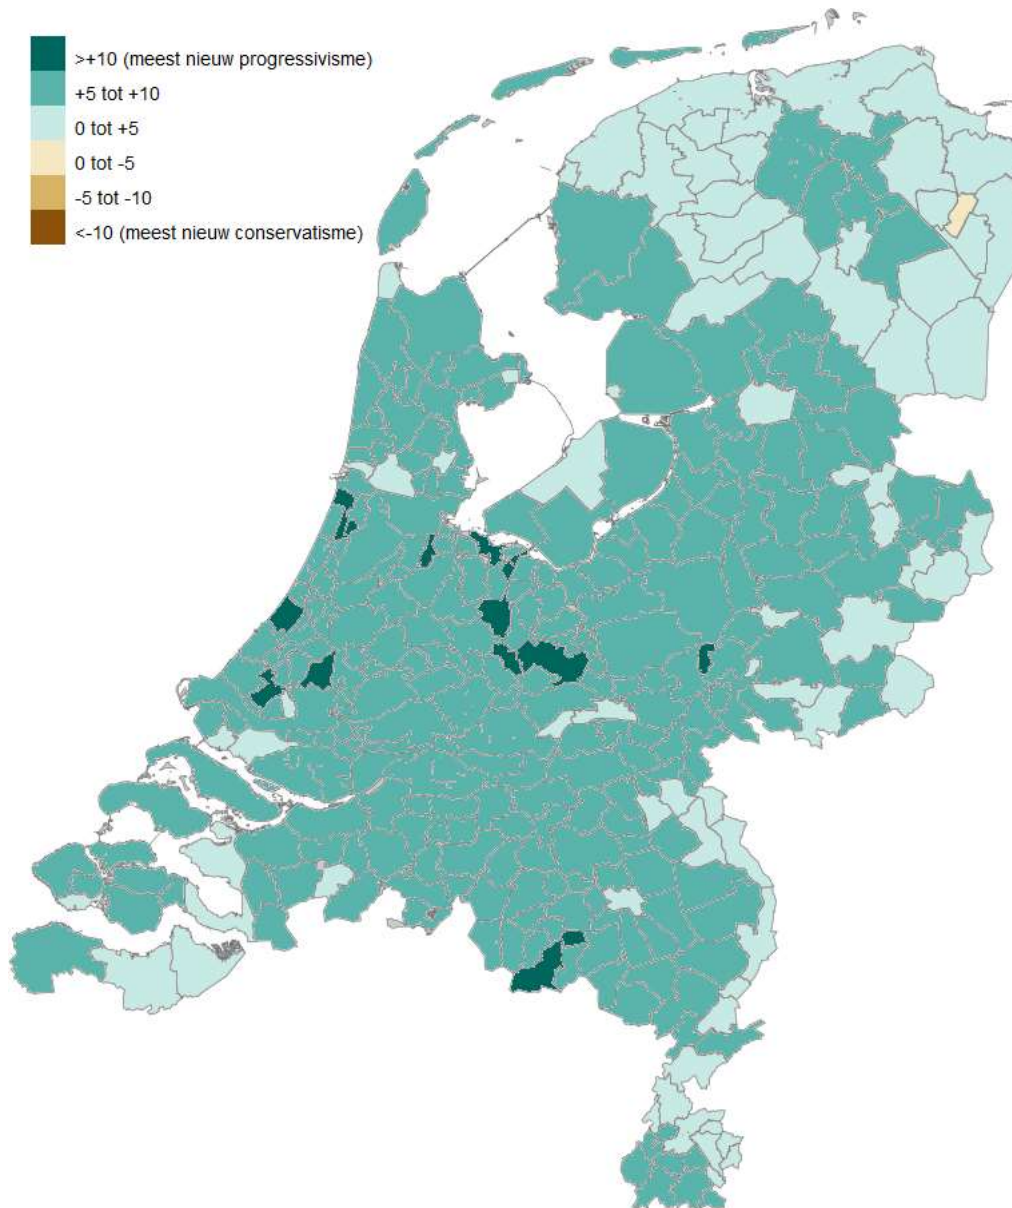 >+10 (meest nieuw progressivisme)
+5 tot +10
0 tot +5
0 tot -5
-5 tot -10
<-10 (meest nieuw conservatisme)